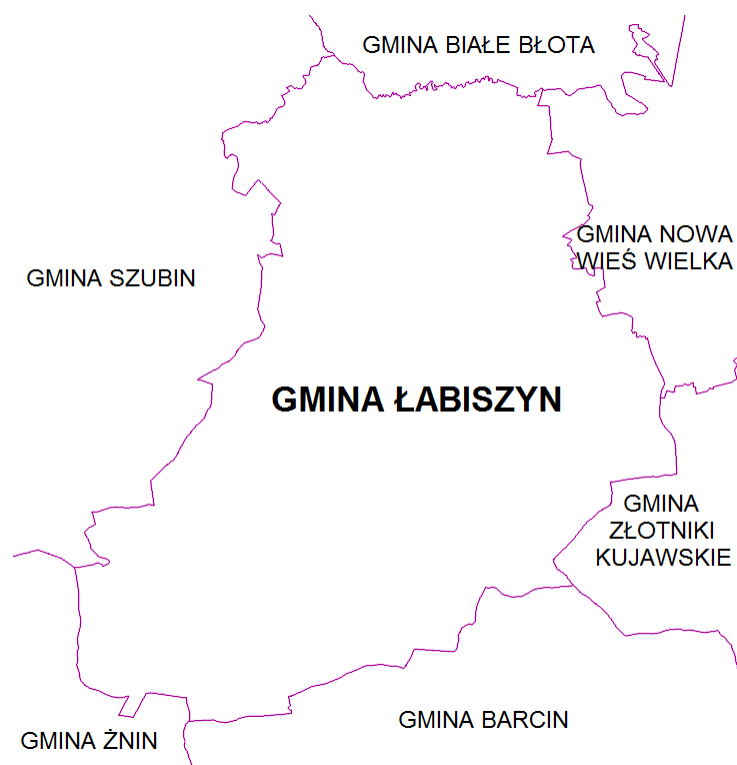 GMINA BIAŁE BŁOTA
GMINA NOWA
WIEŚ WIELKA
GMINA SZUBIN
GMINA ŁABISZYN
GMINA
ZŁOTNIKI
KUJAWSKIE
GMINA BARCIN
GMINA ŻNIN